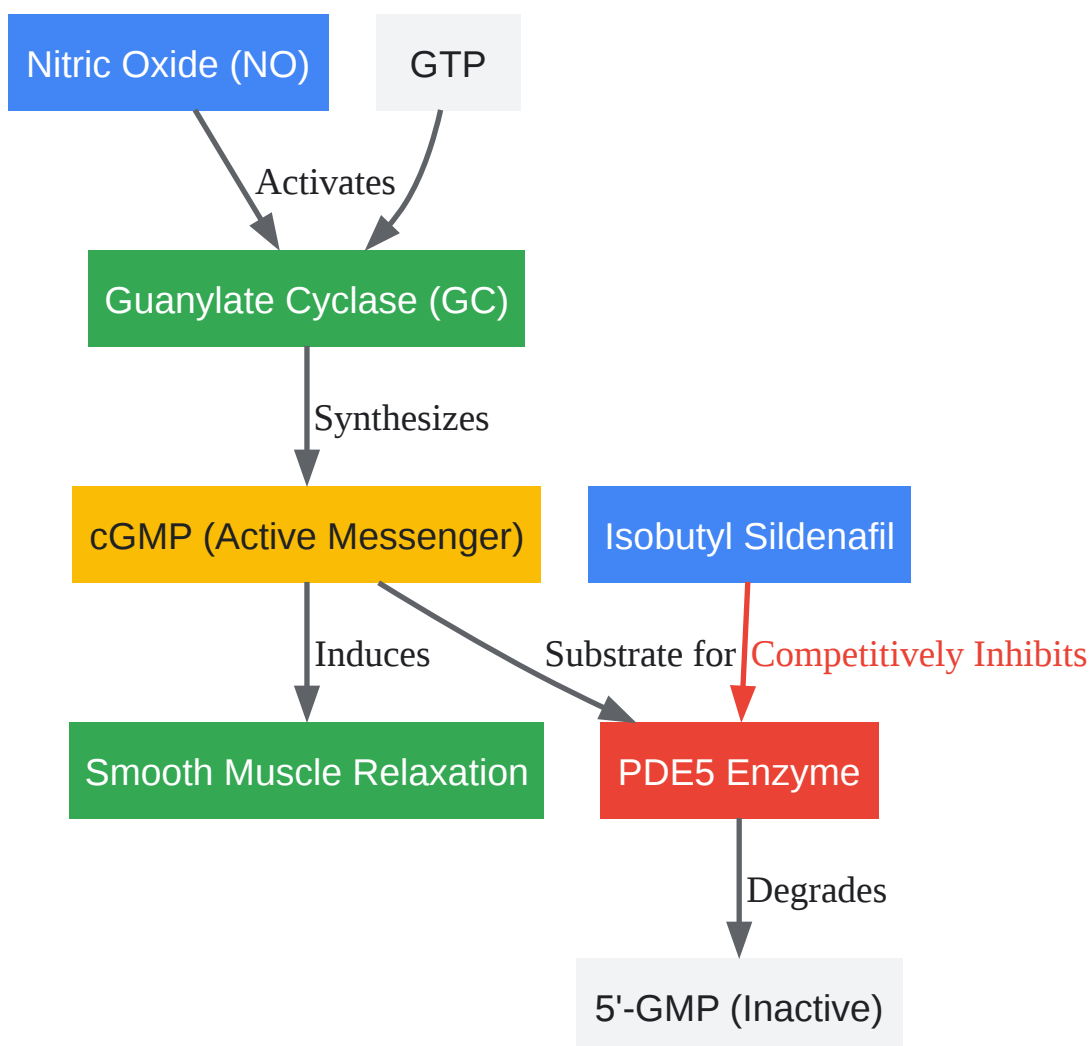 Nitric Oxide (NO)
GTP
Activates
Guanylate Cyclase (GC)
Synthesizes
cGMP (Active Messenger)
Isobutyl Sildenafil
Induces
Substrate for
Competitively Inhibits
Smooth Muscle Relaxation
PDE5 Enzyme
Degrades
5'-GMP (Inactive)